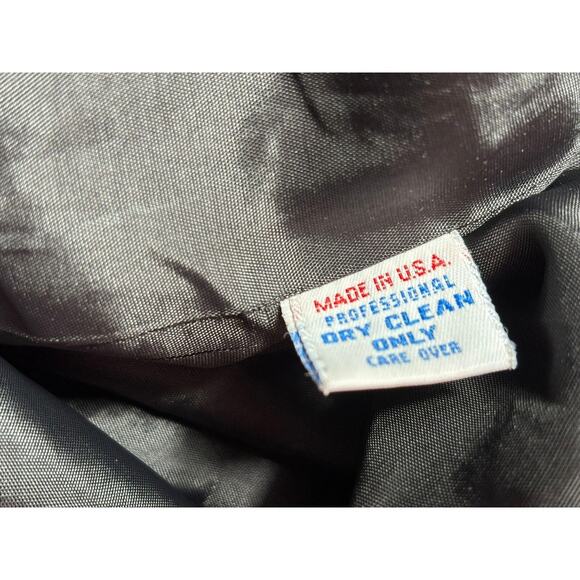 MADE IN U.S.A.
PROFESSIONAL
DRY CLEAN
ONLY
CARE OVER